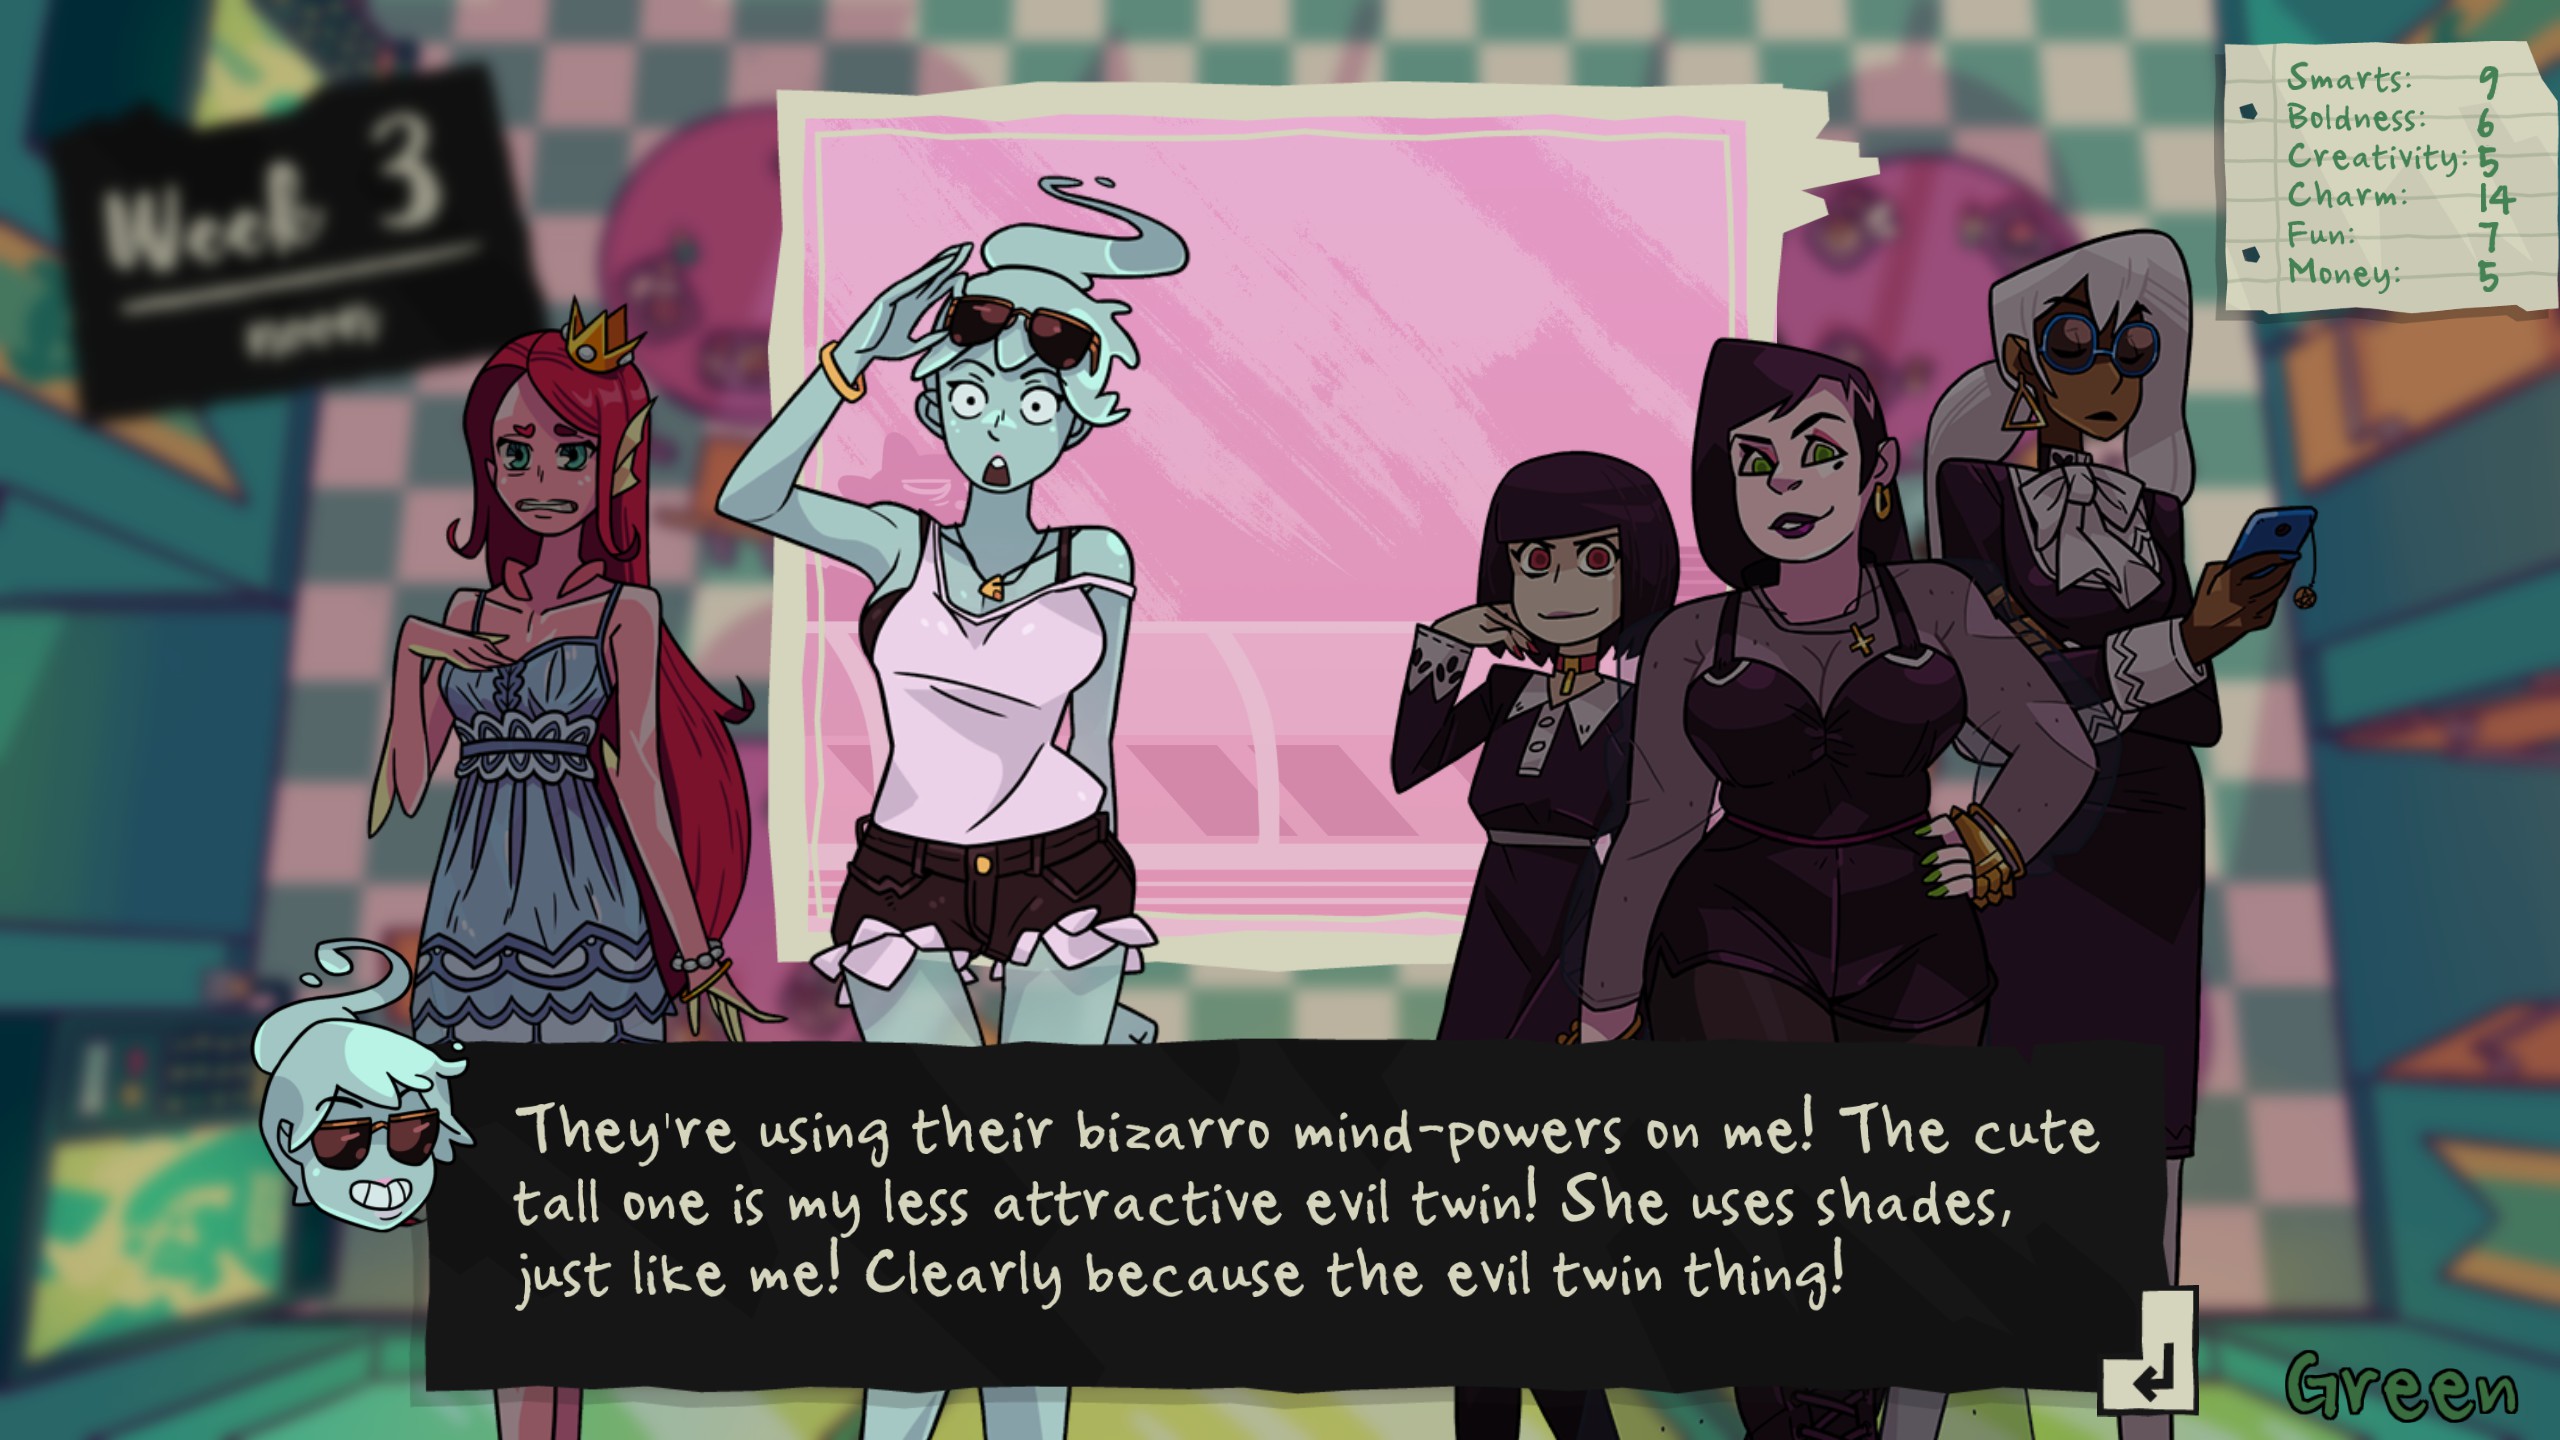 Week 3
noon
Smarts: 9
Boldness: 6
Creativity: 5
Charm: 14
Fun: 7
Money: 5
They're using their bizarro mind-powers on me! The cute
tall one is my less attractive evil twin! She uses shades,
just like me! Clearly because the evil twin thing!
Green